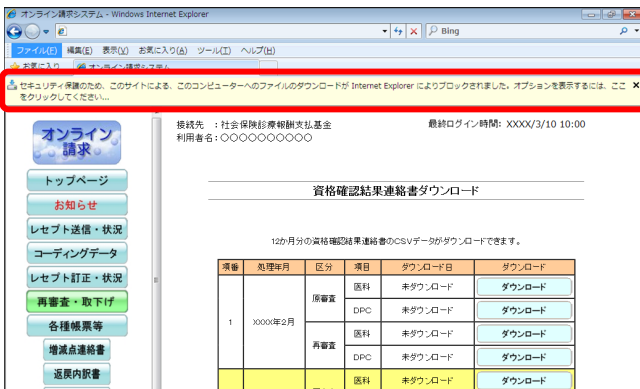 オンライン請求システム - Windows Internet Explorer
Bing
ファイル(F) 編集(E) 表示(V) お気に入り(A) ツール(T) ヘルプ(H)
お気に入り オンライン請求システム
セキュリティ保護のため、このサイトによる、このコンピューターへのファイルのダウンロードが Internet Explorer によりブロックされました。オプションを表示するには、ここ
をクリックしてください...
接続先 :社会保険診療報酬支払基金
最終ログイン時間: XXXX/3/10 10:00
利用者名:○○○○○○○○○○
オンライン
請求
トップページ
お知らせ
レセプト送信・状況
コーディングデータ
レセプト訂正・状況
再審査・取下げ
各種帳票等
増減点連絡書
返戻内訳書
資格確認結果連絡書ダウンロード
12か月分の資格確認結果連絡書のCSVデータがダウンロードできます。
項番 処理年月 区分 項目 ダウンロード日 ダウンロード
1 XXXX年2月 原審査 医科 未ダウンロード ダウンロード
DPC 未ダウンロード ダウンロード
再審査 医科 未ダウンロード ダウンロード
DPC 未ダウンロード ダウンロード
医科 未ダウンロード ダウンロード